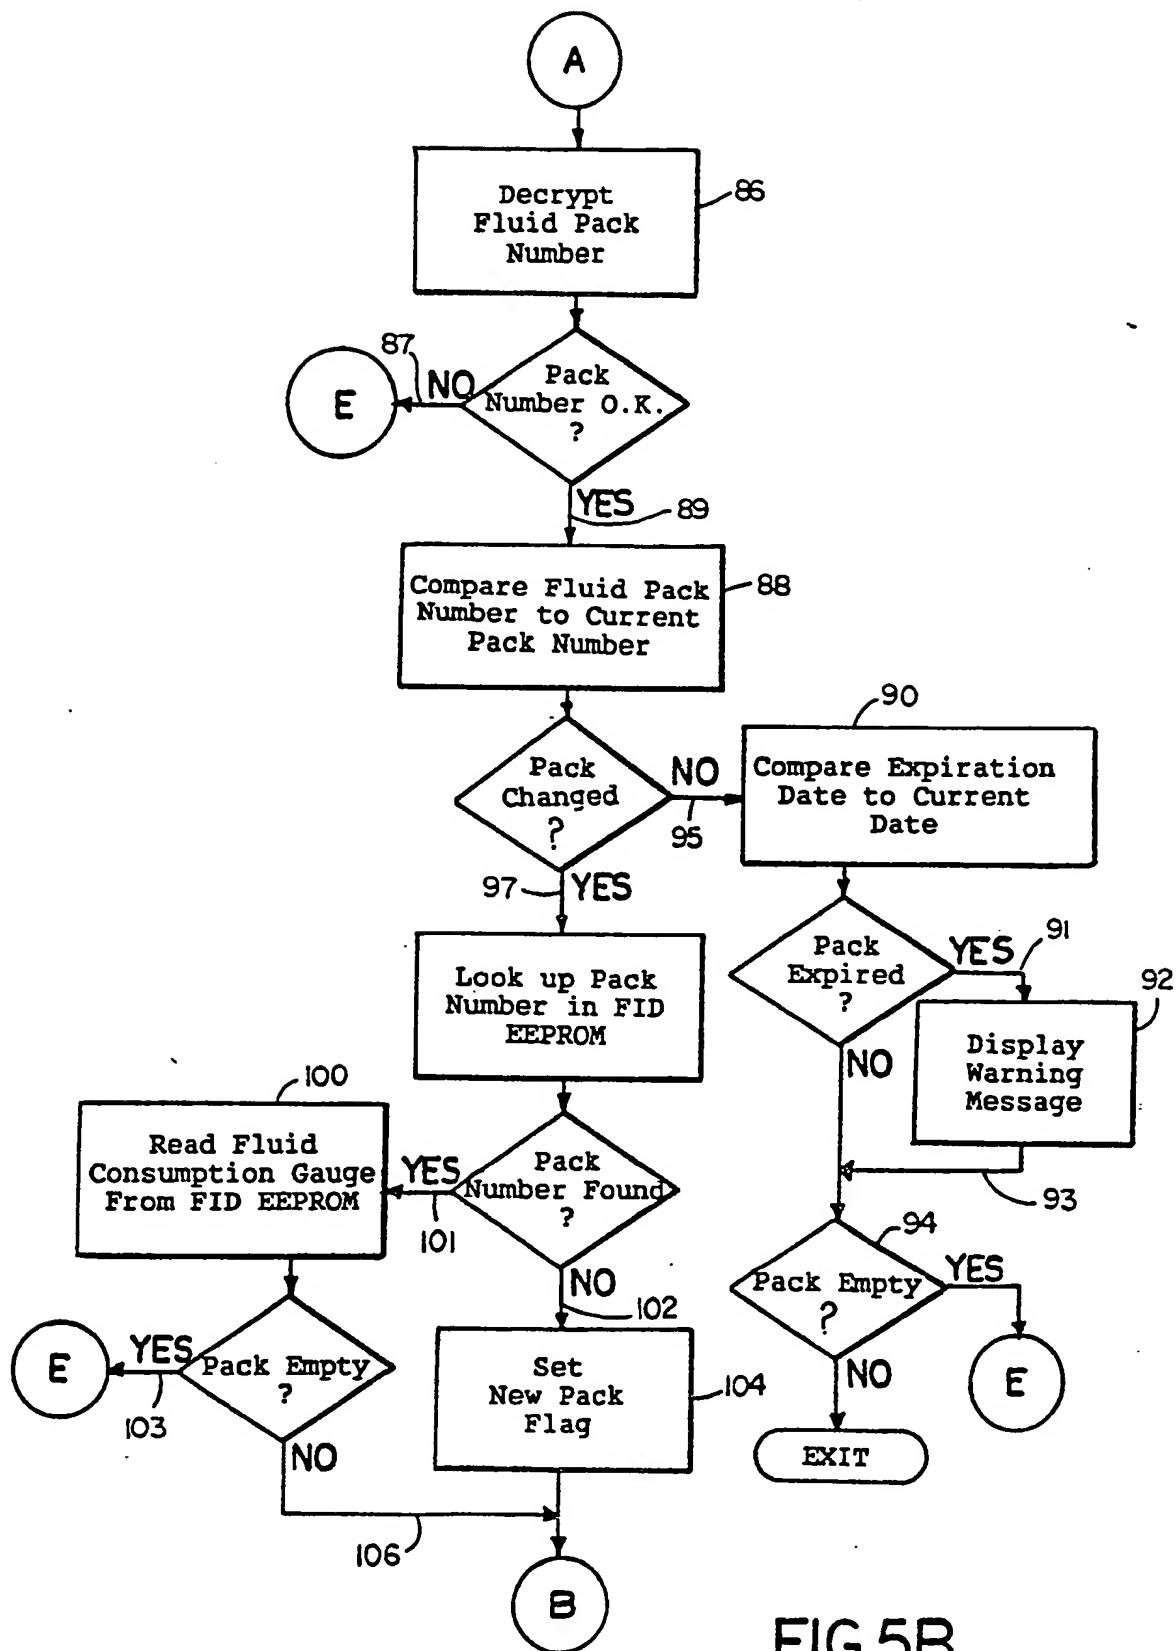 A
Decrypt
Fluid Pack
Number
86
87
NO
E
Pack
Number O.K.
?
YES
89
Compare Fluid Pack
Number to Current
Pack Number
88
90
Pack
Changed
?
NO
95
Compare Expiration
Date to Current
Date
97
YES
Look up Pack
Number in FID
EEPROM
Pack
Expired
?
YES
91
92
NO
Display
Warning
Message
93
100
Read Fluid
Consumption Gauge
From FID EEPROM
YES
101
Pack
Number Found
?
NO
102
94
Pack Empty
?
YES
E
NO
EXIT
E
YES
103
Pack Empty
?
NO
Set
New Pack
Flag
104
106
B
FIG.5B